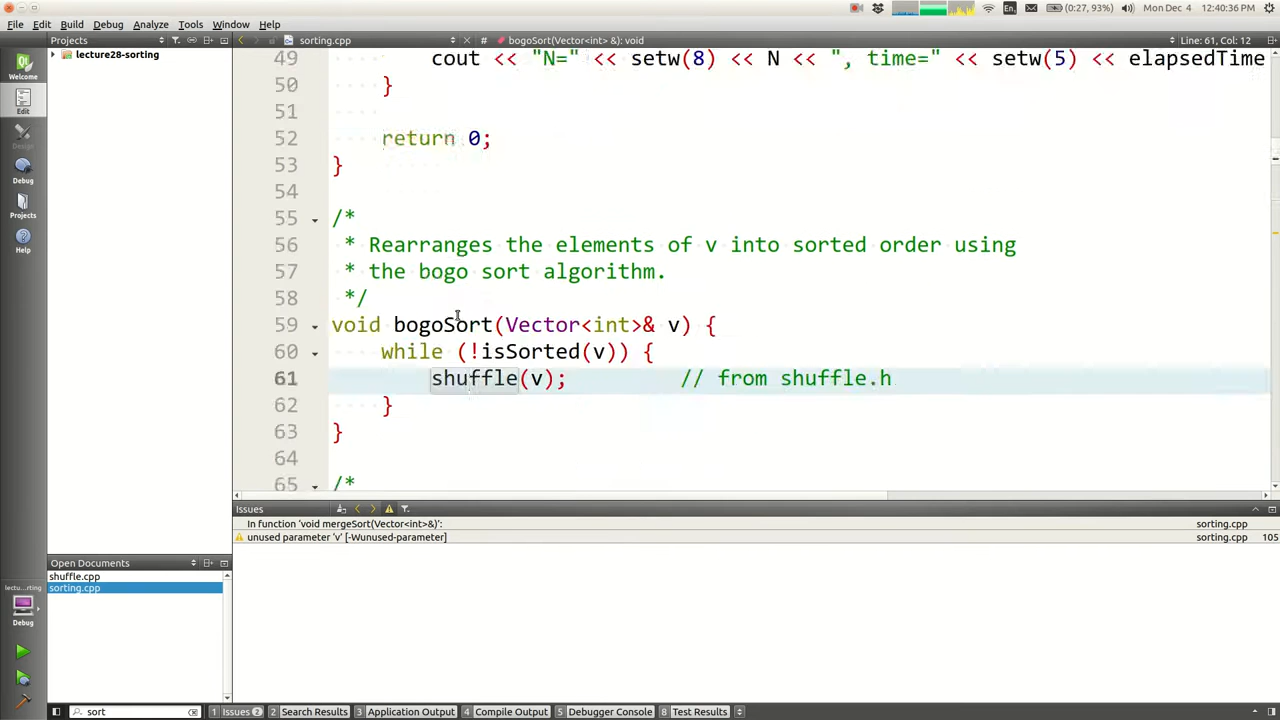 (0:27, 93%) Mon Dec 4 12:40:36 PM
En
File Edit Build Debug Analyze Tools Window Help
Projects
sorting.cpp
# bogoSort(Vector<int> &): void
Line: 61, Col: 12
lecture28-sorting
Qt
Welcome
Edit
Design
Debug
Projects
Help
49 cout << "N=" << setw(8) << N << ", time=" << setw(5) << elapsedTime
50 }
51
52 return 0;
53 }
54
55 /*
56 * Rearranges the elements of v into sorted order using
57 * the bogo sort algorithm.
58 */
59 void bogoSort(Vector<int>& v) {
60 while (!isSorted(v)) {
61 shuffle(v); // from shuffle.h
62 }
63 }
64
65 /*
Issues
In function 'void mergeSort(Vector<int>&)': sorting.cpp
unused parameter 'v' [-Wunused-parameter] sorting.cpp 105
Open Documents
shuffle.cpp
sorting.cpp
lectu...rting
Debug
sort
1 Issues 2
2 Search Results
3 Application Output
4 Compile Output
5 Debugger Console
8 Test Results